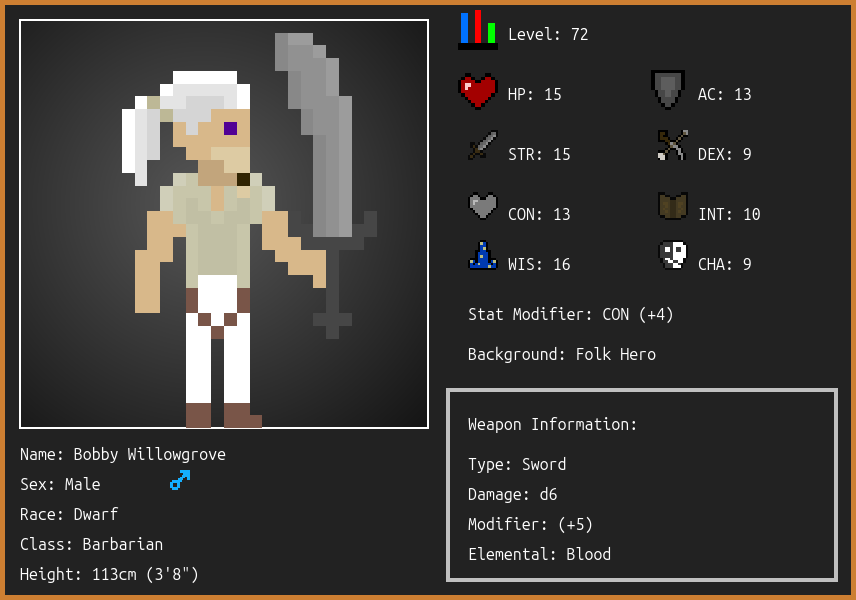 Level: 72
HP: 15
AC: 13
STR: 15
DEX: 9
CON: 13
INT: 10
WIS: 16
CHA: 9
Stat Modifier: CON (+4)
Background: Folk Hero
Weapon Information:
Type: Sword
Damage: d6
Modifier: (+5)
Elemental: Blood
Name: Bobby Willowgrove
Sex: Male
Race: Dwarf
Class: Barbarian
Height: 113cm (3'8")